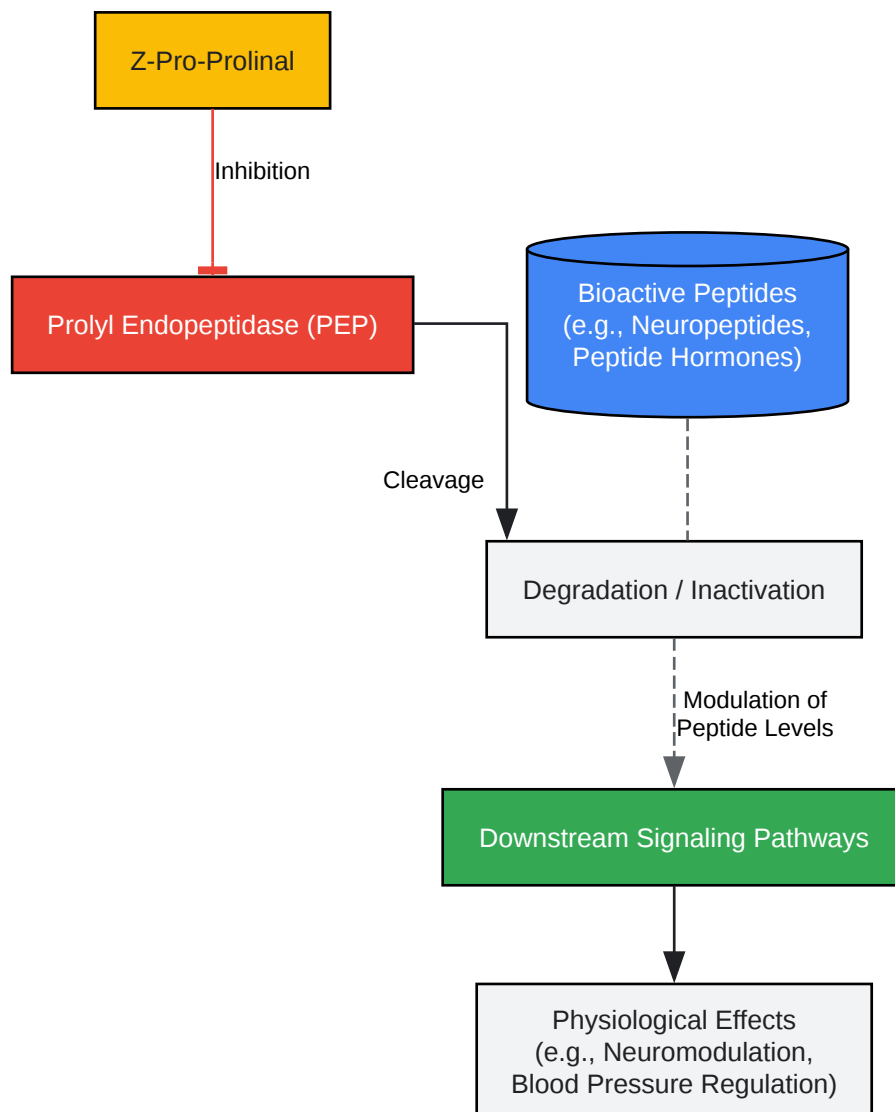 Z-Pro-Prolinal
Inhibition
Prolyl Endopeptidase (PEP)
Bioactive Peptides
(e.g., Neuropeptides,
Peptide Hormones)
Cleavage
Degradation / Inactivation
Modulation of
Peptide Levels
Downstream Signaling Pathways
Physiological Effects
(e.g., Neuromodulation,
Blood Pressure Regulation)